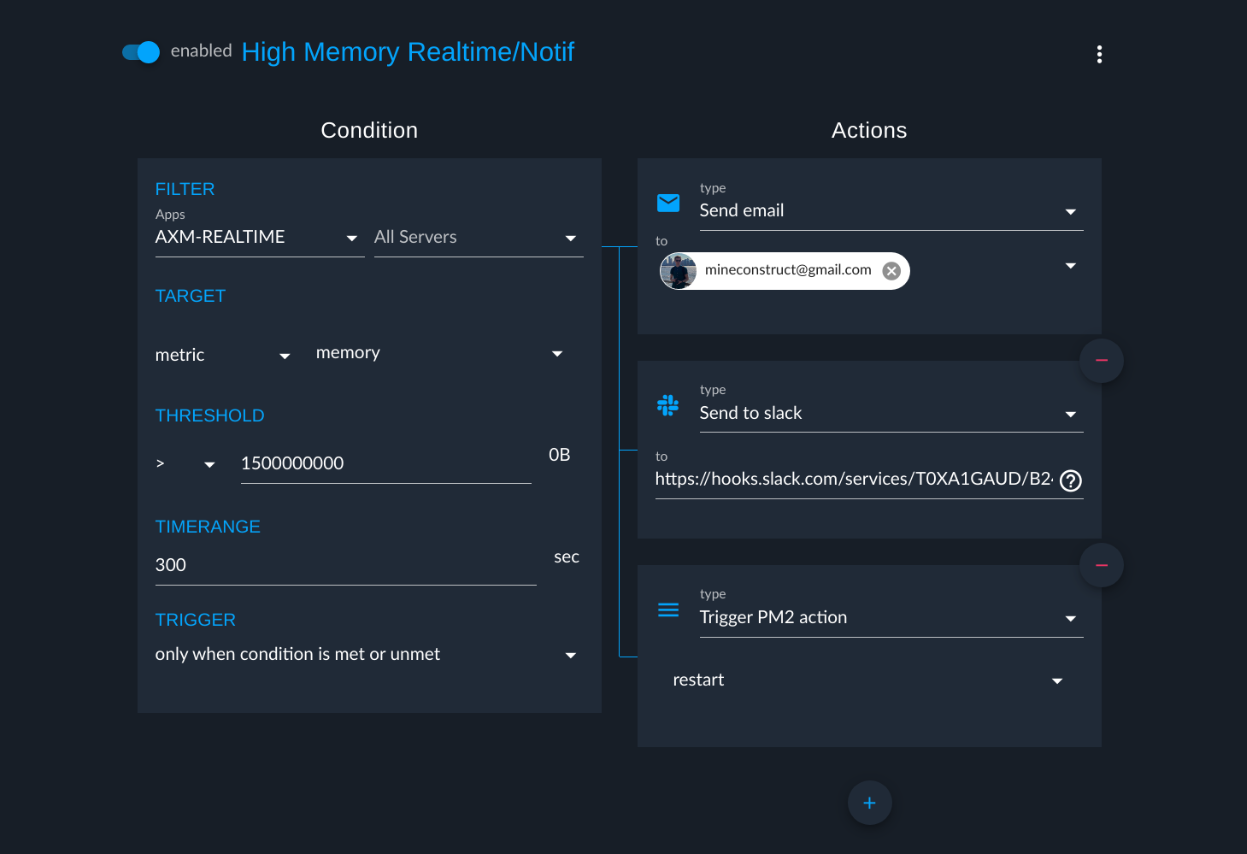 enabled High Memory Realtime/Notif
Condition
FILTER
Apps
AXM-REALTIME All Servers
TARGET
metric memory
THRESHOLD
> 1500000000 0B
TIMERANGE
300 sec
TRIGGER
only when condition is met or unmet
Actions
type
Send email
to
mineconstruct@gmail.com
type
Send to slack
to
https://hooks.slack.com/services/T0XA1GAUD/B2
type
Trigger PM2 action
restart